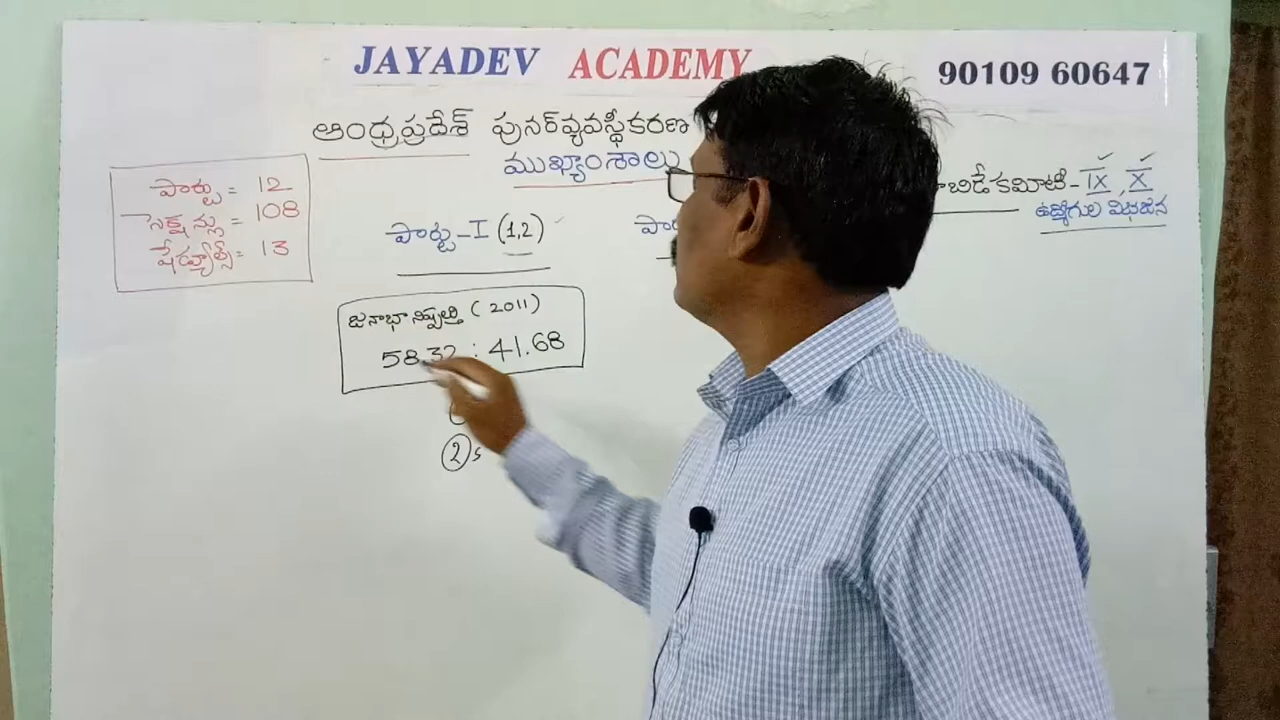 JAYADEV ACADEMY
90109 60647
ఆంధ్రప్రదేశ్ పునర్వ్యవస్థీకరణ
ముఖ్యాంశాలు
పార్టు = 12
సెక్షన్లు = 108
షేడ్యూల్స్ = 13
పార్ట్ - I (1,2)
బిడే కమిటీ - IX, X
ఉద్యోగుల విభజన
జనాభా నిష్పత్తి (2011)
58.32 : 41.68
2